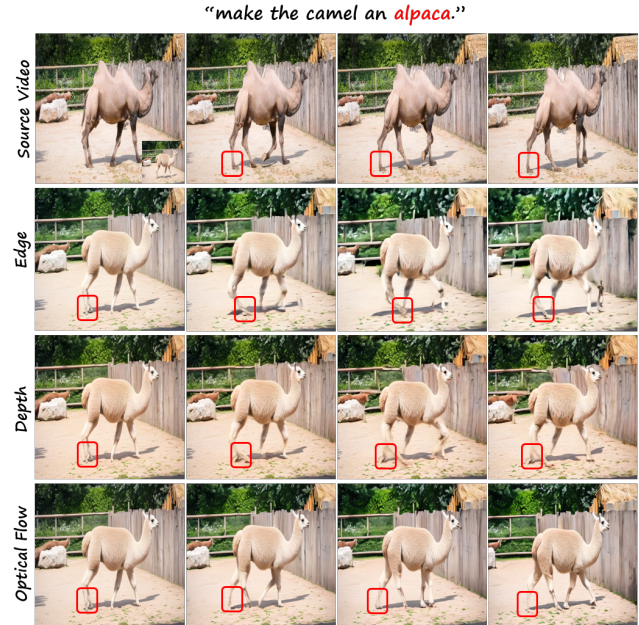 “make the camel an alpaca.”
Source Video
Edge
Depth
Optical Flow